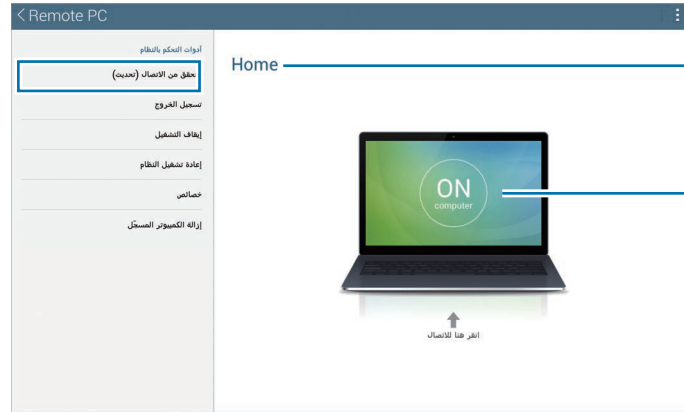 Remote PC
أدوات التحكم بالنظام
تحقق من الاتصال (تحديث)
تسجيل الخروج
إيقاف التشغيل
إعادة تشغيل النظام
خصائص
إزالة الكمبيوتر المسجّل
Home
ON
computer
انقر هنا للاتصال